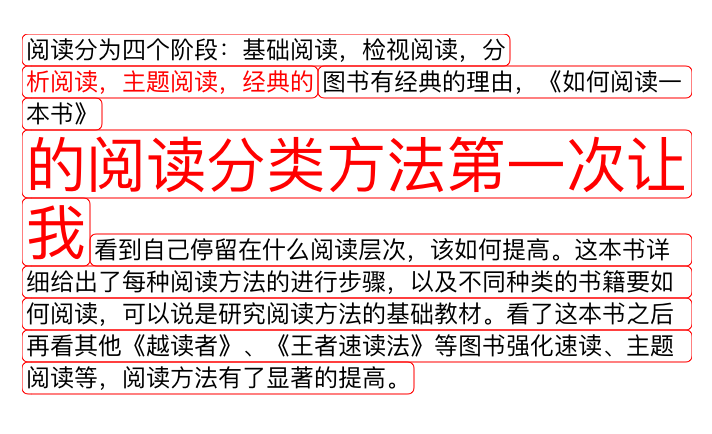 阅读分为四个阶段：基础阅读，检视阅读，分
析阅读，主题阅读，经典的图书有经典的理由，《如何阅读一
本书》
的阅读分类方法第一次让
我看到自己停留在什么阅读层次，该如何提高。这本书详
细给出了每种阅读方法的进行步骤，以及不同种类的书籍要如
何阅读，可以说是研究阅读方法的基础教材。看了这本书之后
再看其他《越读者》、《王者速读法》等图书强化速读、主题
阅读等，阅读方法有了显著的提高。